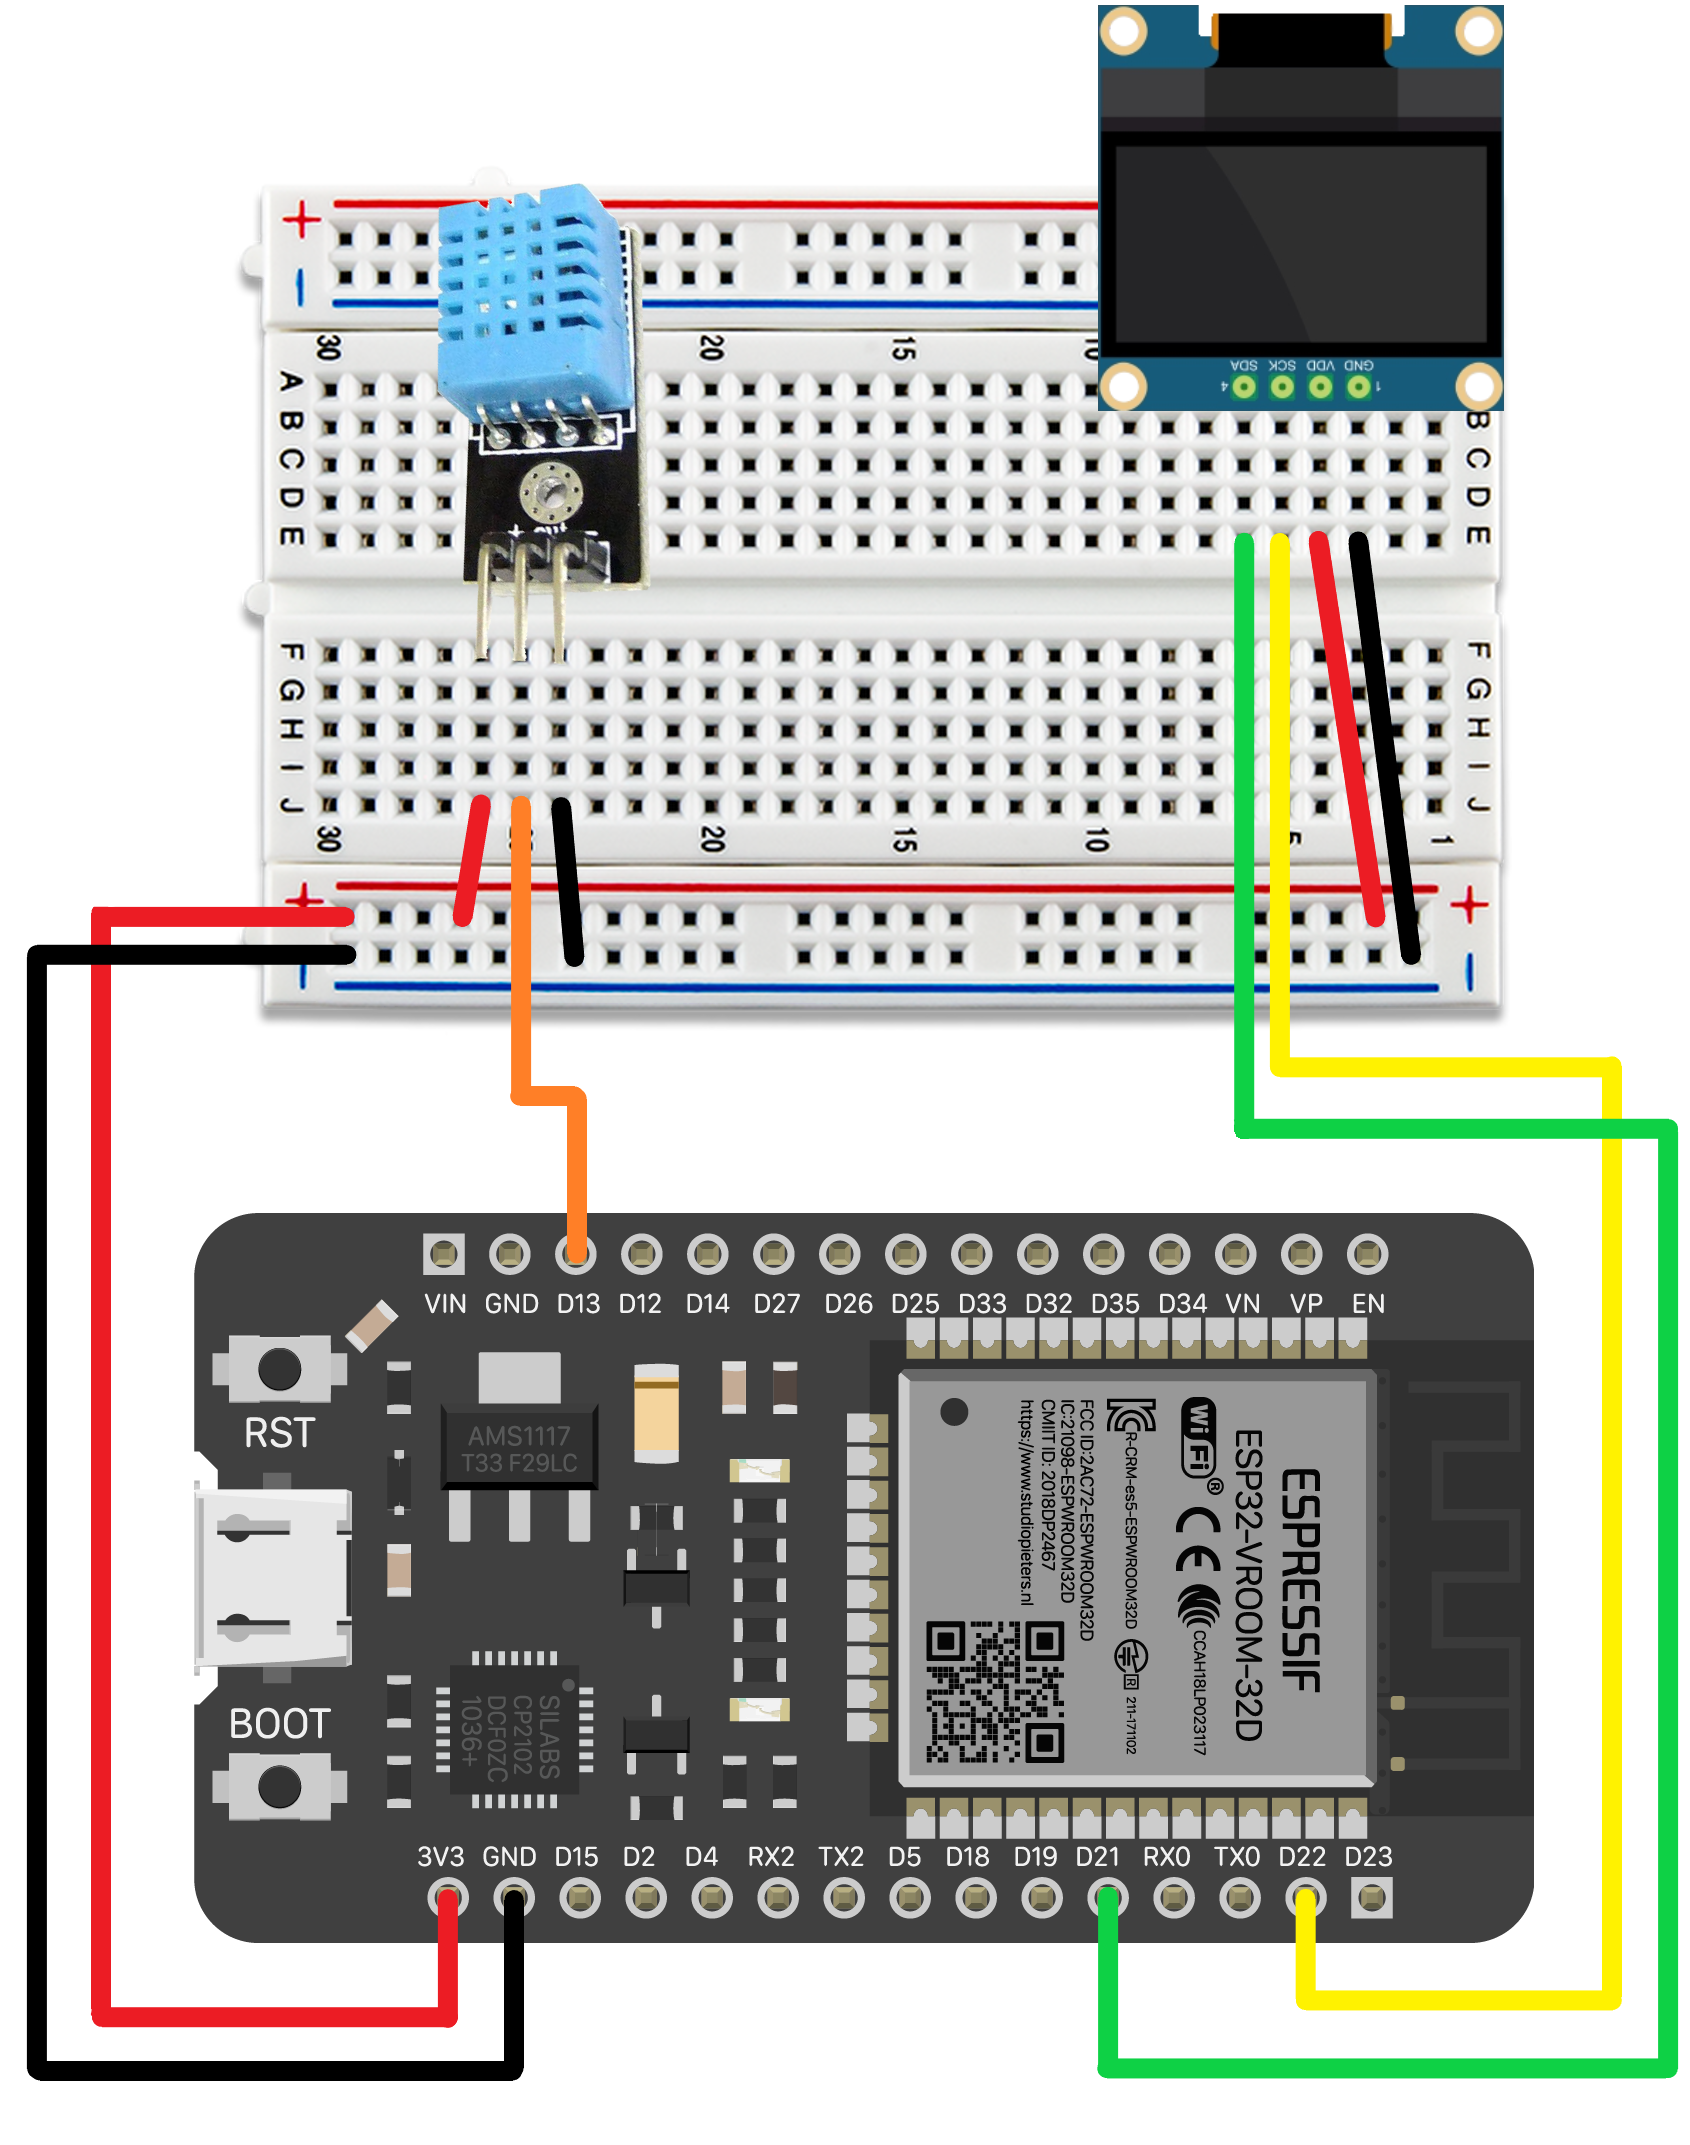 SDA SCK VDD GND
4 1
+
-
30 20 15 10
A
B B
C C
D D
E E
+ out -
F F
G G
H H
I I
J J
30 20 15 10 5 1
+ +
- -
VIN GND D13 D12 D14 D27 D26 D25 D33 D32 D35 D34 VN VP EN
RST
AMS1117
T33 F29LC
BOOT
SILABS
CP2102
DCF0ZC
1036+
ESPRESSIF
ESP32-VROOM-32D
WiFi®
CE
CCAH18LP023117
R-CRM-es5-ESPWROOM32D
R 211-171102
FCC ID:2AC72-ESPWROOM32D
IC:21098-ESPWROOM32D
CMIIT ID: 2018DP2467
https://www.studiopieters.nl
3V3 GND D15 D2 D4 RX2 TX2 D5 D18 D19 D21 RX0 TX0 D22 D23